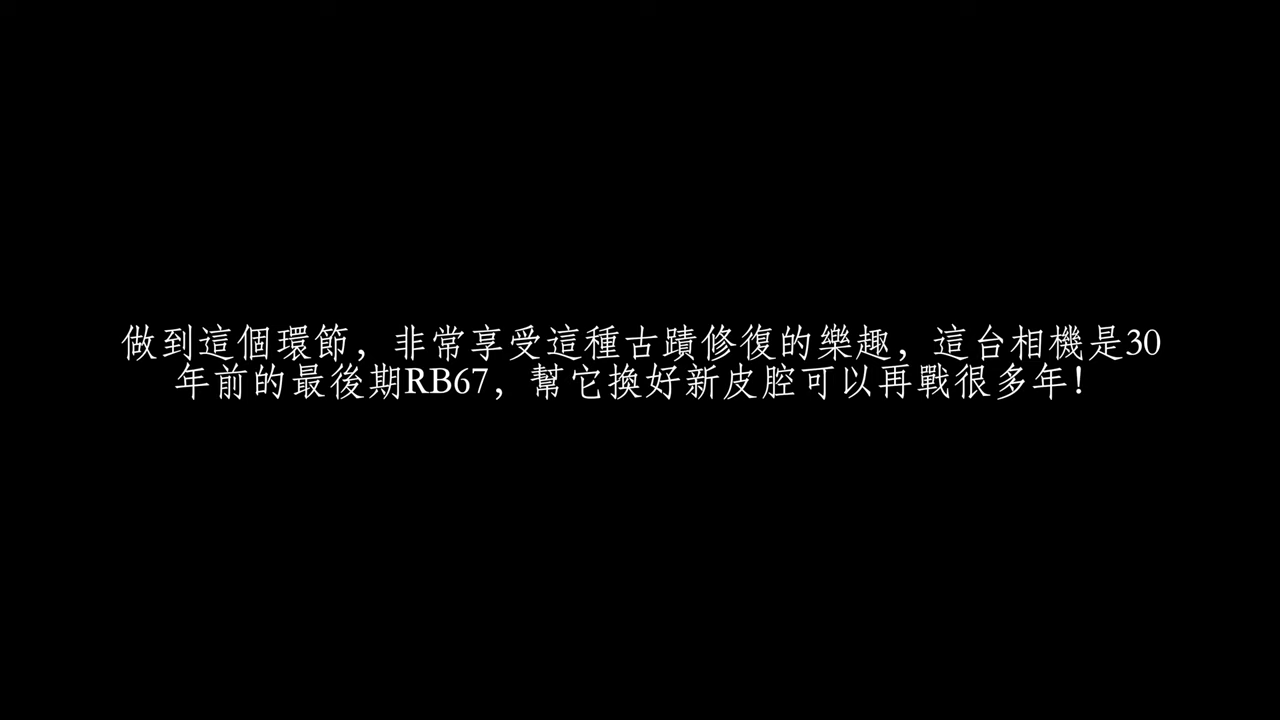 做到這個環節，非常享受這種古蹟修復的樂趣，這台相機是30
年前的最後期RB67，幫它換好新皮腔可以再戰很多年！